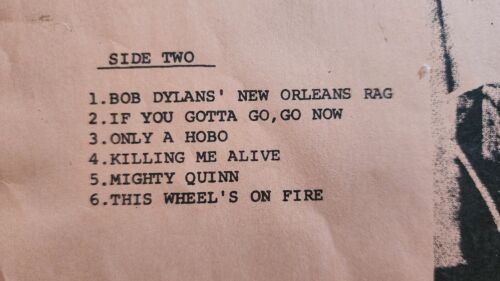 SIDE TWO
1.BOB DYLANS' NEW ORLEANS RAG
2.IF YOU GOTTA GO,GO NOW
3.ONLY A HOBO
4.KILLING ME ALIVE
5.MIGHTY QUINN
6.THIS WHEEL'S ON FIRE